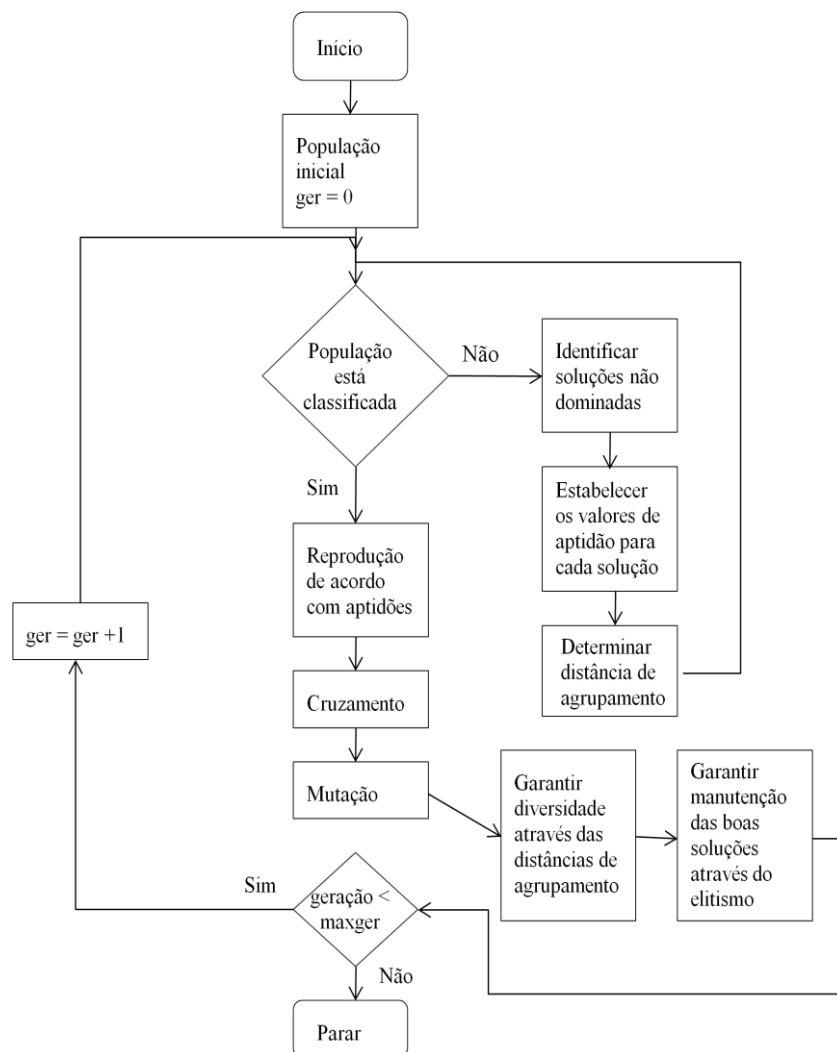 Início
População
inicial
ger = 0
População
está
classificada
Não
Identificar
soluções não
dominadas
Sim
Estabelecer
os valores de
aptidão para
cada solução
Reprodução
de acordo
com aptidões
ger = ger +1
Determinar
distância de
agrupamento
Cruzamento
Mutação
Garantir
diversidade
através das
distâncias de
agrupamento
Garantir
manutenção
das boas
soluções
através do
elitismo
Sim
geração <
maxger
Não
Parar